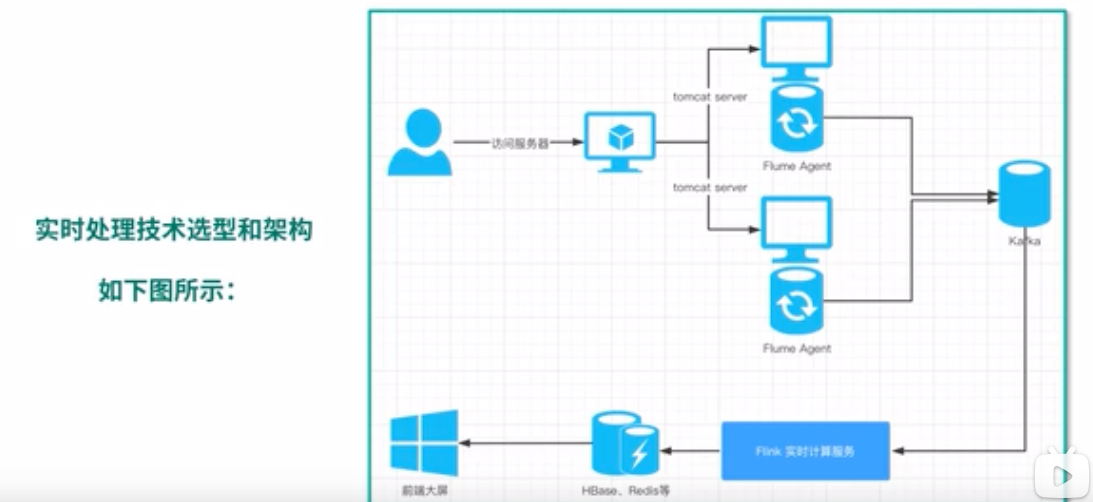 实时处理技术选型和架构
如下图所示：
访问服务器
tomcat server
Flume Agent
tomcat server
Flume Agent
Kafka
Flink 实时计算服务
HBase、Redis等
前端大屏